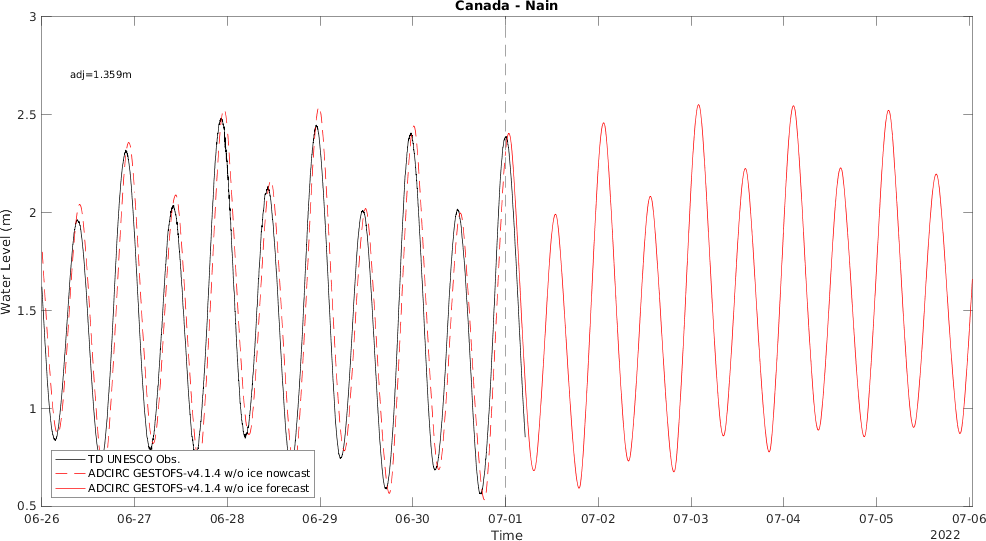 Canada - Nain
adj=1.359m
Water Level (m)
3
2.5
2
1.5
1
0.5
TD UNESCO Obs.
ADCIRC GESTOFS-v4.1.4 w/o ice nowcast
ADCIRC GESTOFS-v4.1.4 w/o ice forecast
06-26 06-27 06-28 06-29 06-30 07-01 07-02 07-03 07-04 07-05 07-06
Time
2022